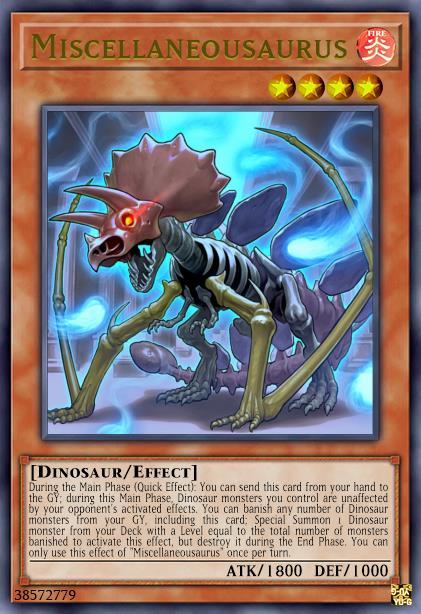 MISCELLANEOUSAURUS
FIRE
炎
[DINOSAUR/EFFECT]
During the Main Phase (Quick Effect): You can send this card from your hand to
the GY; during this Main Phase, Dinosaur monsters you control are unaffected
by your opponent's activated effects. You can banish any number of Dinosaur
monsters from your GY, including this card; Special Summon 1 Dinosaur
monster from your Deck with a Level equal to the total number of monsters
banished to activate this effect, but destroy it during the End Phase. You can
only use this effect of "Miscellaneousaurus" once per turn.
ATK/1800 DEF/1000
38572779